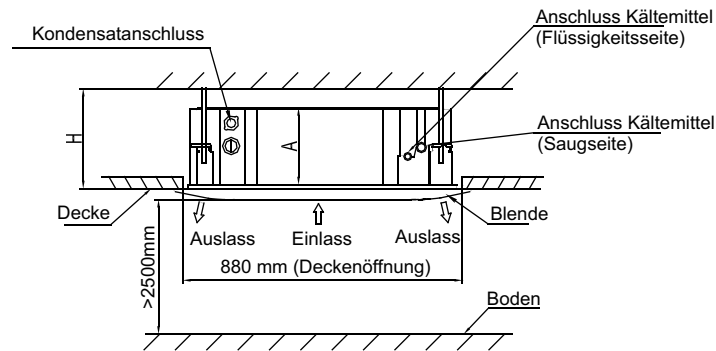 Kondensatanschluss
Anschluss Kältemittel
(Flüssigkeitsseite)
H
A
Anschluss Kältemittel
(Saugseite)
Decke
Blende
Auslass
Einlass
Auslass
880 mm (Deckenöffnung)
>2500mm
Boden